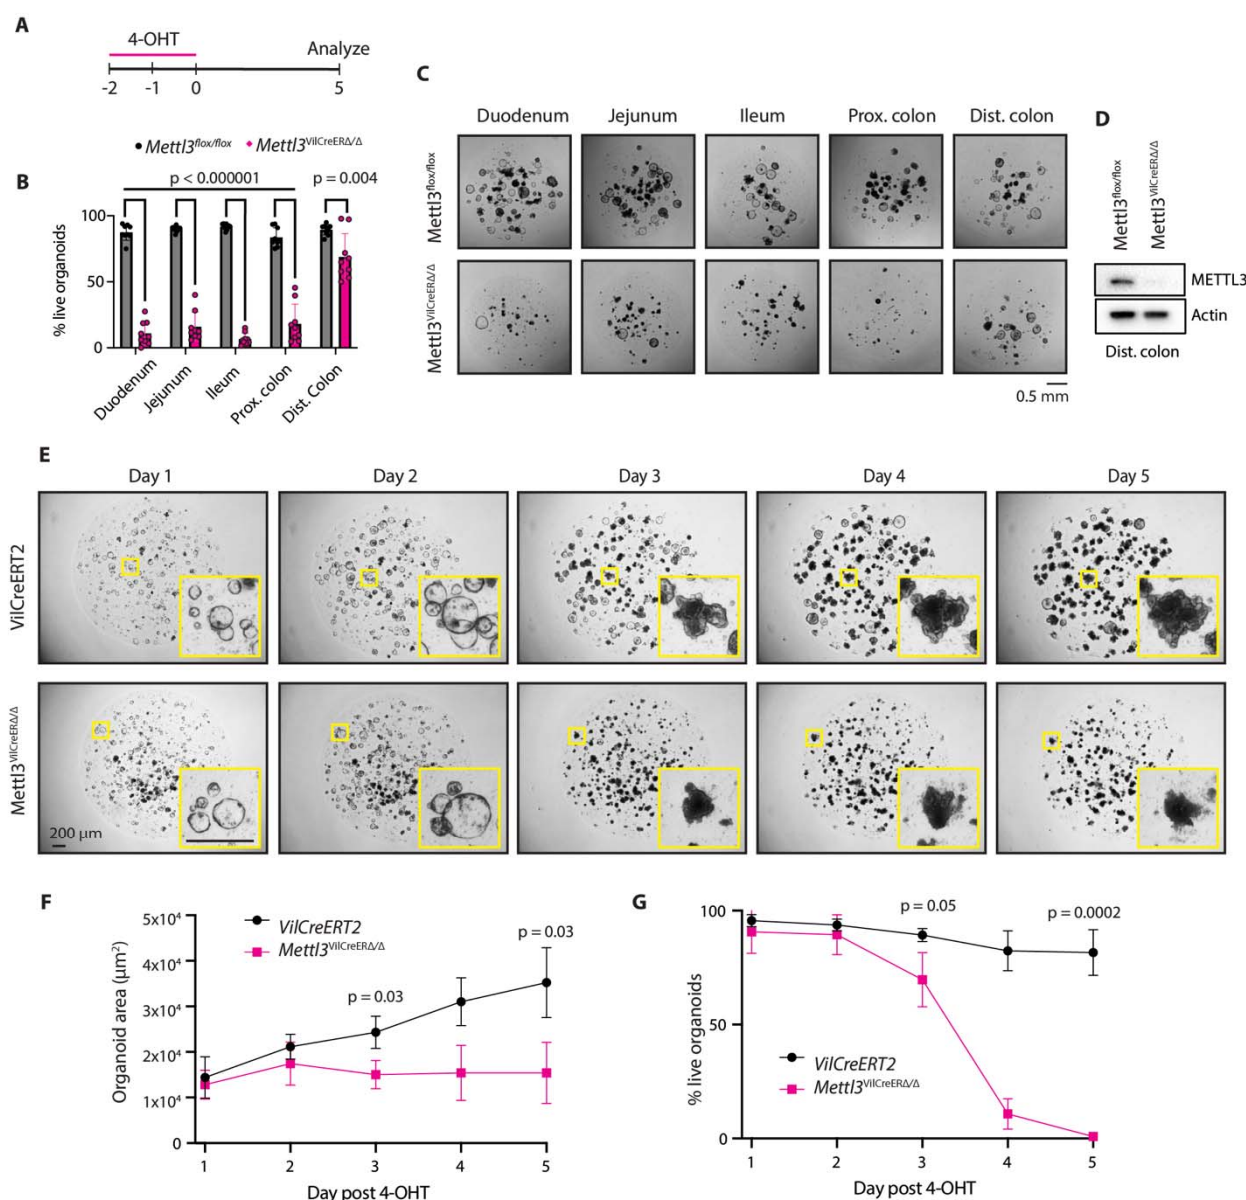 A
4-OHT
Analyze
-2 -1 0 5
Mettl3flox/flox Mettl3VilCreERΔ/Δ
B
p < 0.000001 p = 0.004
% live organoids
100
50
0
Duodenum
Jejunum
Ileum
Prox. colon
Dist. Colon
C
Duodenum Jejunum Ileum Prox. colon Dist. colon
Mettl3flox/flox
Mettl3VilCreERΔ/Δ
0.5 mm
D
Mettl3flox/flox
Mettl3VilCreERΔ/Δ
METTL3
Actin
Dist. colon
E
Day 1 Day 2 Day 3 Day 4 Day 5
VilCreERT2
Mettl3VilCreERΔ/Δ
200 μm
F
VilCreERT2
Mettl3VilCreERΔ/Δ
p = 0.03
p = 0.03
Organoid area (μm²)
5x10⁴
4x10⁴
3x10⁴
2x10⁴
1x10⁴
0
1 2 3 4 5
Day post 4-OHT
G
p = 0.05 p = 0.0002
% live organoids
100
50
0
VilCreERT2
Mettl3VilCreERΔ/Δ
1 2 3 4 5
Day post 4-OHT